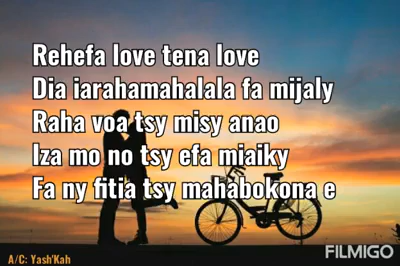 Rehefa love tena love
Dia iarahamahalala fa mijaly
Raha voa tsy misy anao
Iza mo no tsy efa miaiky
Fa ny fitia tsy mahabokona e
A/C: Yash'Kah
FILMIGO